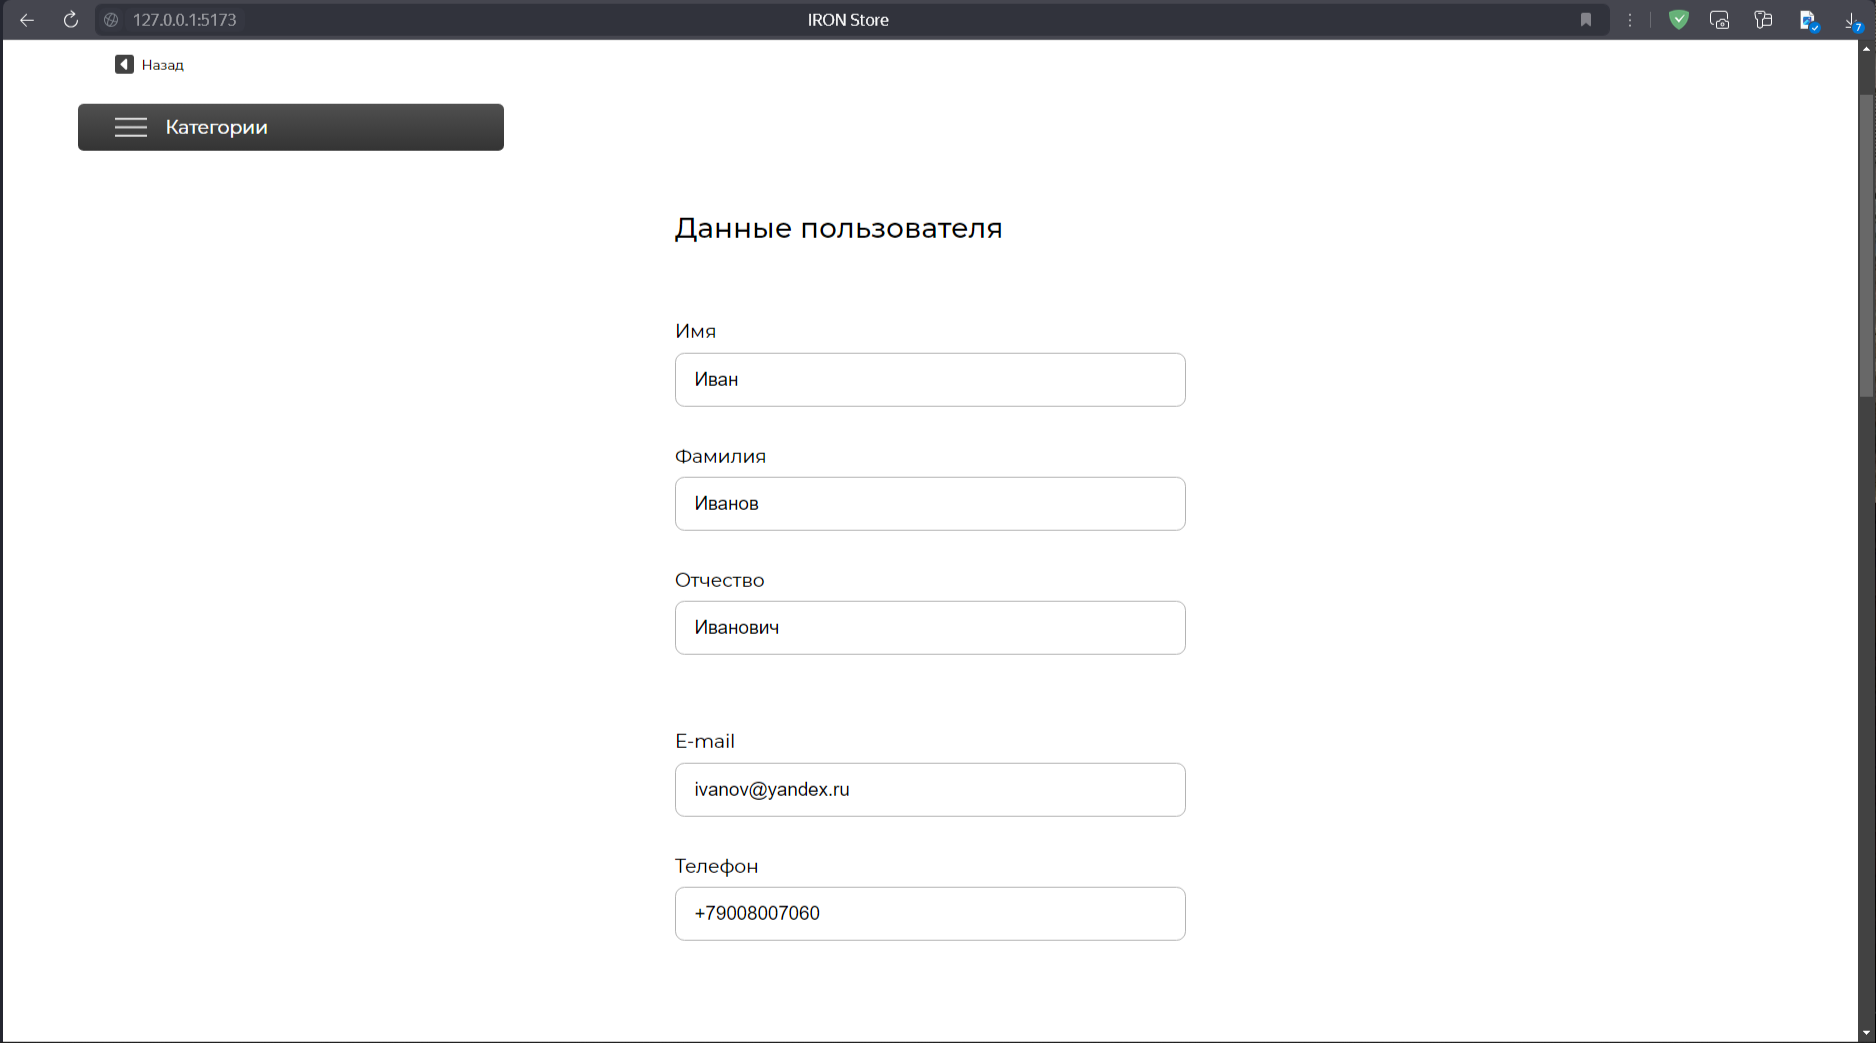 127.0.0.1:5173
IRON Store
7
Назад
Категории
Данные пользователя
Имя
Иван
Фамилия
Иванов
Отчество
Иванович
E-mail
ivanov@yandex.ru
Телефон
+79008007060